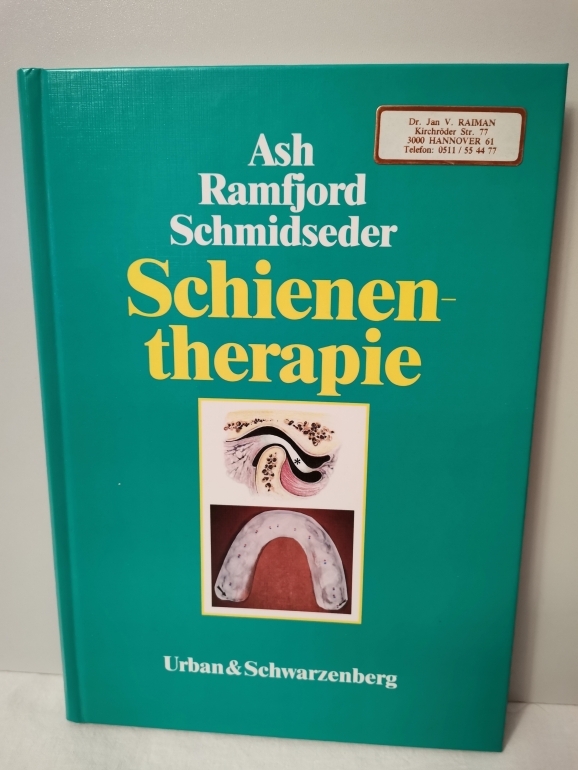 Dr. Jan V. RAIMAN
Kirchröder Str. 77
3000 HANNOVER 61
Telefon: 0511 / 55 44 77
Ash
Ramfjord
Schmidseder
Schienen-
therapie
*
Urban & Schwarzenberg